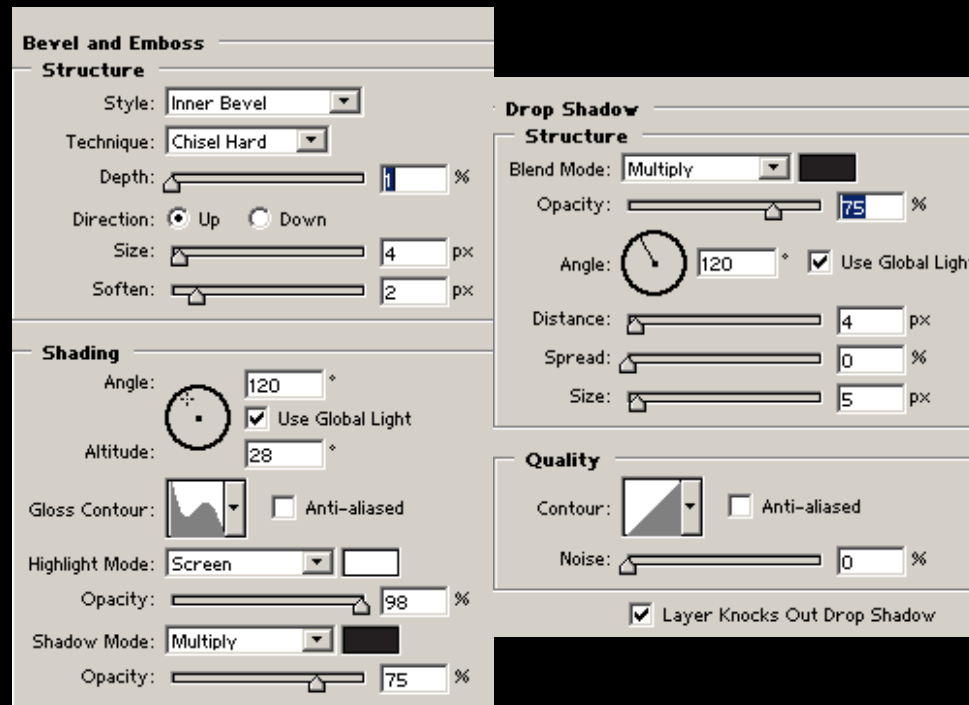 Bevel and Emboss
Structure
Style: Inner Bevel
Technique: Chisel Hard
Depth: 1 %
Direction: Up Down
Size: 4 px
Soften: 2 px
Shading
Angle: 120 °
Use Global Light
Altitude: 28 °
Gloss Contour: Anti-aliased
Highlight Mode: Screen
Opacity: 98 %
Shadow Mode: Multiply
Opacity: 75 %
Drop Shadow
Structure
Blend Mode: Multiply
Opacity: 75 %
Angle: 120 ° Use Global Ligh
Distance: 4 px
Spread: 0 %
Size: 5 px
Quality
Contour: Anti-aliased
Noise: 0 %
Layer Knocks Out Drop Shadow